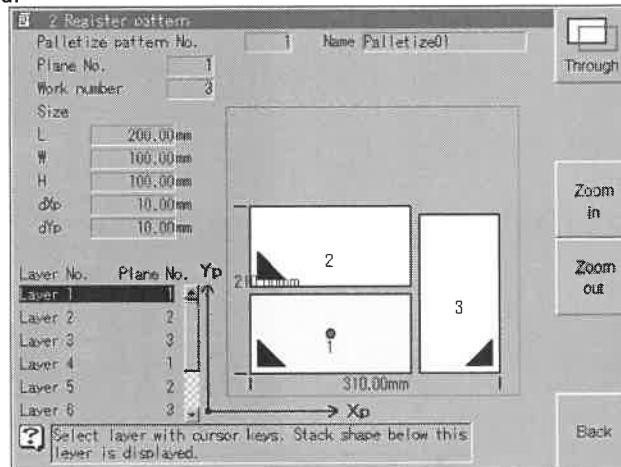 2 Register pattern
Palletize pattern No. 1 Name Palletize01
Plane No. 1
Work number 3
Size
L 200.00mm
W 100.00mm
H 100.00mm
dXp 10.00mm
dYp 10.00mm
Through
Zoom in
Zoom out
Back
Layer No. Plane No.
Layer 1 1
Layer 2 2
Layer 3 3
Layer 4 1
Layer 5 2
Layer 6 3
Yp
Xp
2
210.00mm
3
1
310.00mm
? Select layer with cursor keys. Stack shape below this
layer is displayed.